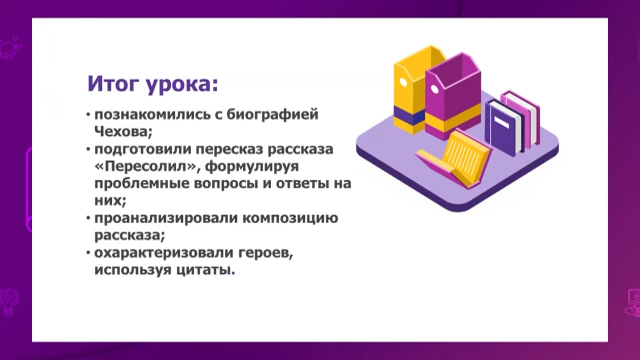 Итог урока:
• познакомились с биографией
Чехова;
• подготовили пересказ рассказа
«Пересолил», формулируя
проблемные вопросы и ответы на
них;
• проанализировали композицию
рассказа;
• охарактеризовали героев,
используя цитаты.